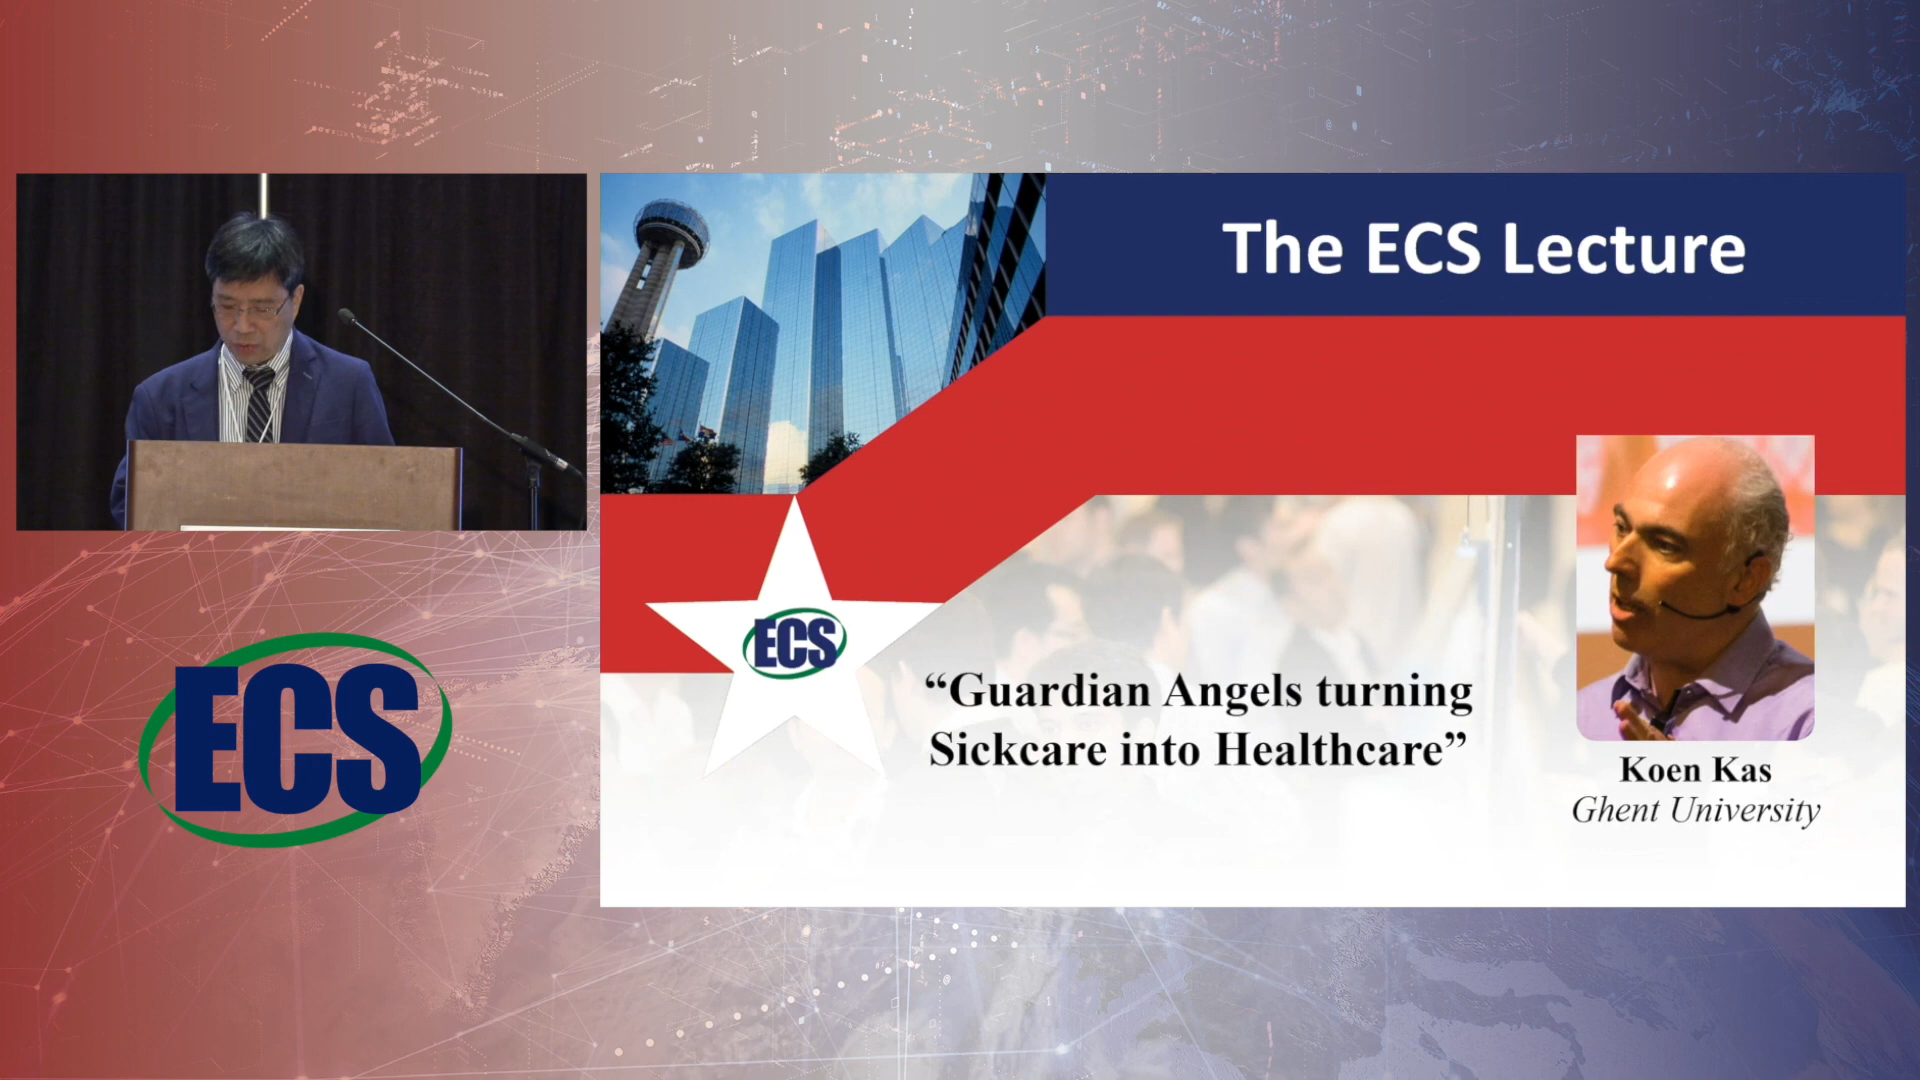 The ECS Lecture
ECS
“Guardian Angels turning
Sickcare into Healthcare”
Koen Kas
Ghent University
ECS